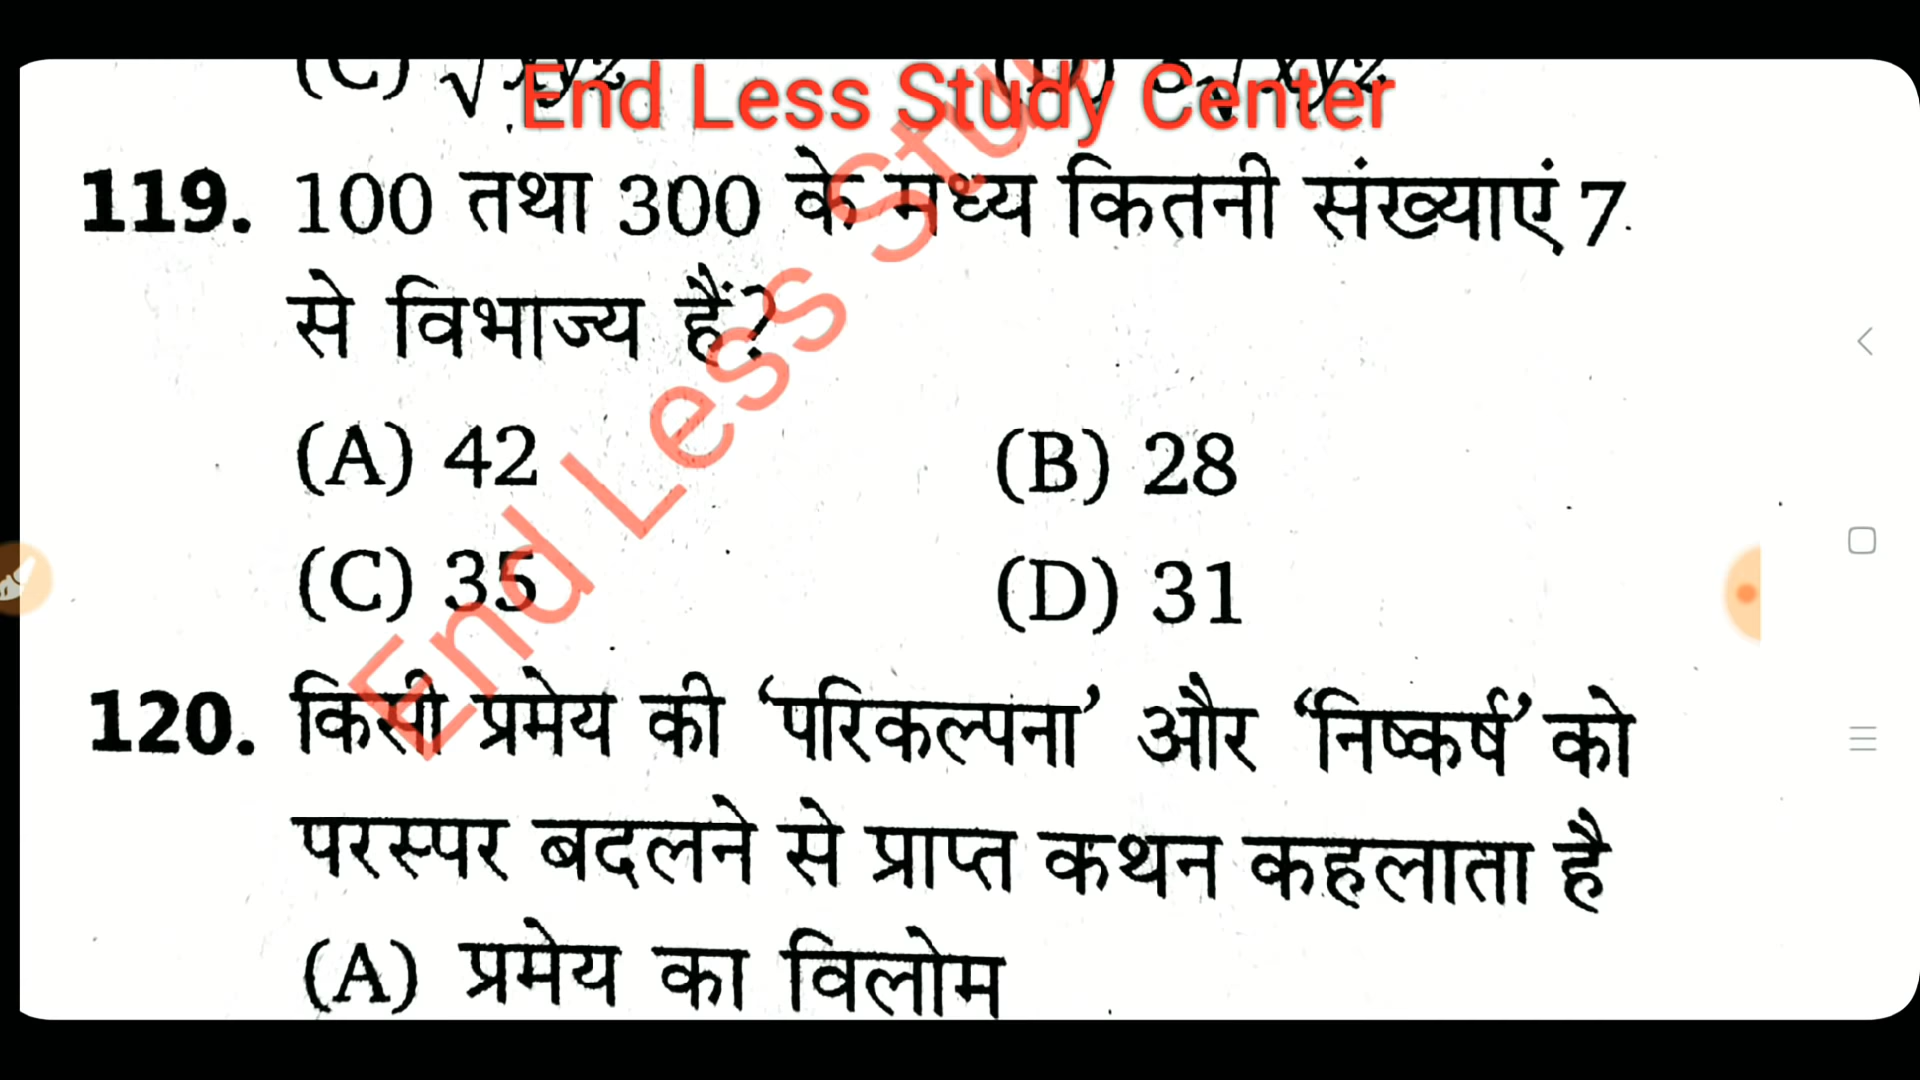 End Less Study Center
119. 100 तथा 300 के मध्य कितनी संख्याएं 7
से विभाज्य हैं?
(A) 42 (B) 28
(C) 35 (D) 31
120. किसी प्रमेय की ‘परिकल्पना’ और ‘निष्कर्ष’ को
परस्पर बदलने से प्राप्त कथन कहलाता है
(A) प्रमेय का विलोम
End Less Stu